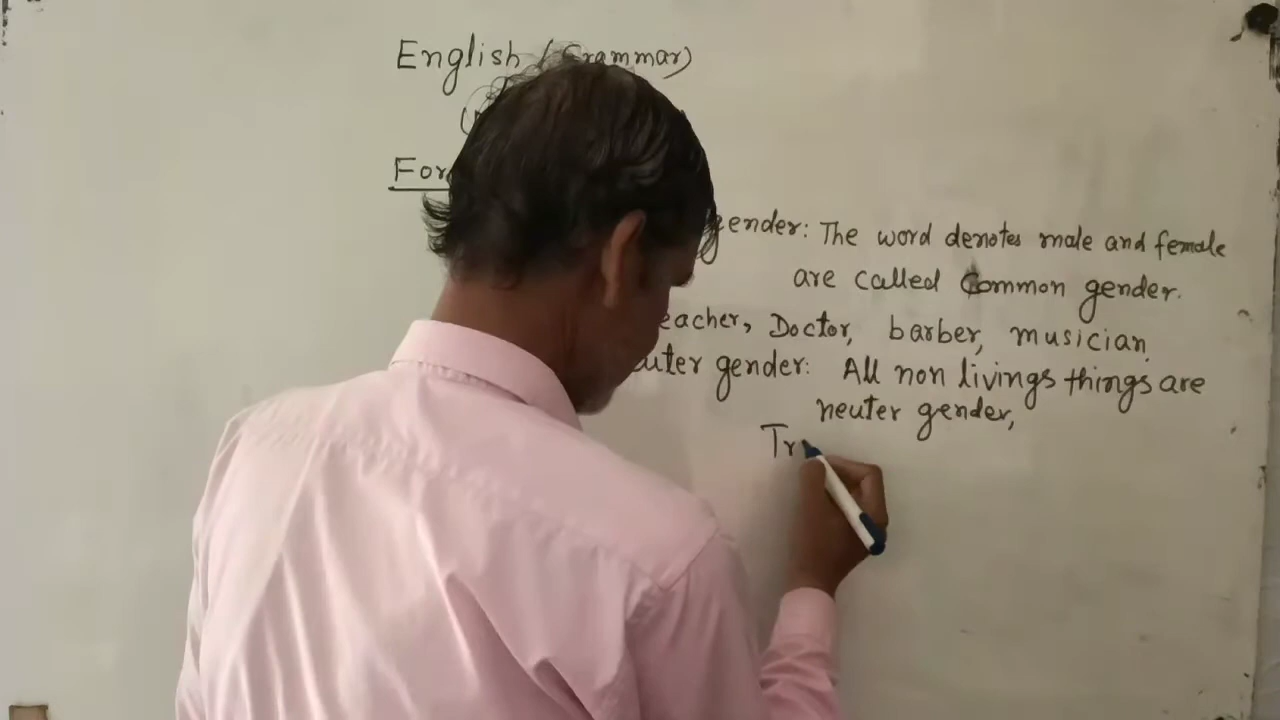 English (Grammar)
For
gender: The word denotes male and female
are called Common gender.
eacher, Doctor, barber, musician,
uter gender: All non livings things are
neuter gender,
Tr